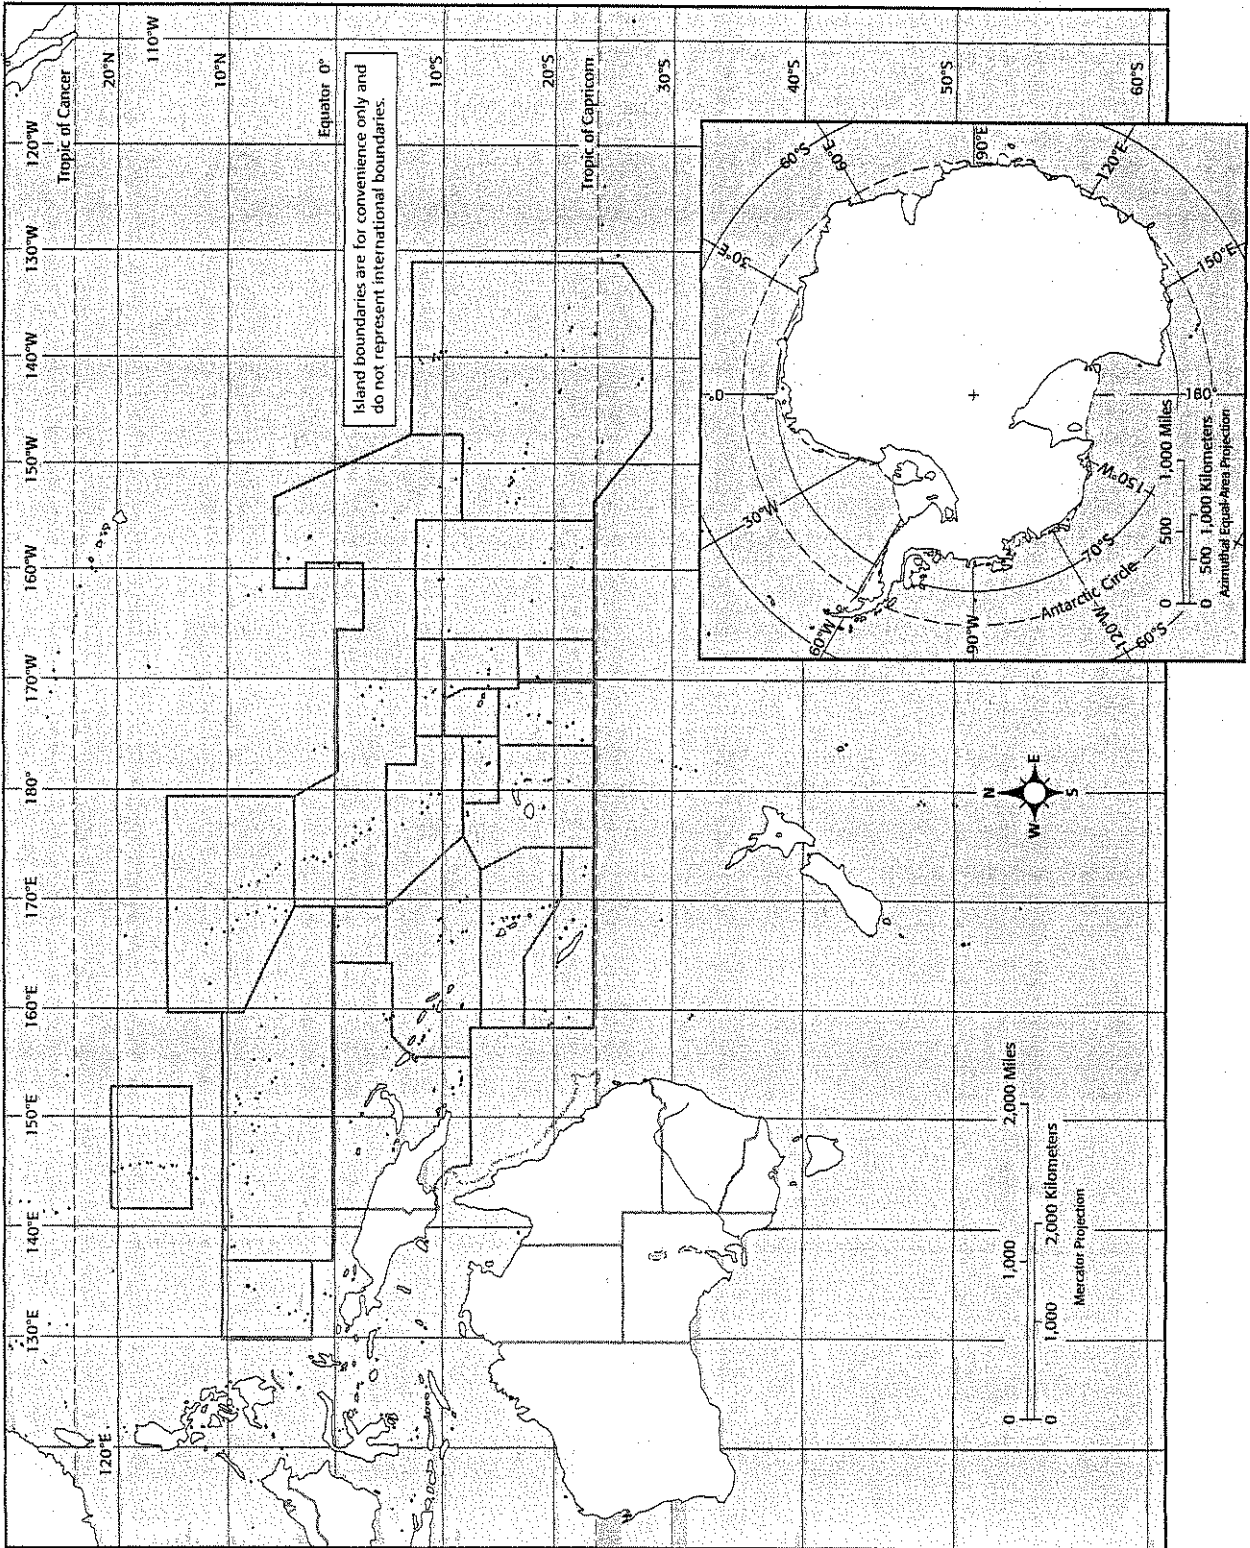 120°E
130°E
140°E
150°E
160°E
170°E
180°
170°W
160°W
150°W
140°W
130°W
120°W
110°W
Tropic of Cancer
20°N
10°N
Equator 0°
Island boundaries are for convenience only and
do not represent international boundaries.
10°S
20°S
Tropic of Capricorn
30°S
40°S
50°S
60°S
N
W
E
S
0
1,000
2,000 Miles
0
1,000
2,000 Kilometers
Mercator Projection
60°W
30°W
0°
30°E
60°E
60°S
90°E
120°E
150°E
180°
150°W
120°W
60°S
90°W
70°S
Antarctic Circle
0
500
1,000 Miles
0
500
1,000 Kilometers
Azimuthal Equal-Area Projection